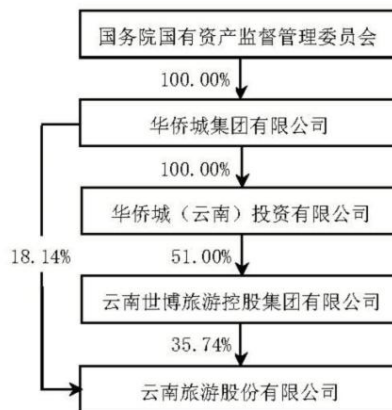 国务院国有资产监督管理委员会
100.00%
华侨城集团有限公司
100.00%
华侨城（云南）投资有限公司
18.14%
51.00%
云南世博旅游控股集团有限公司
35.74%
云南旅游股份有限公司